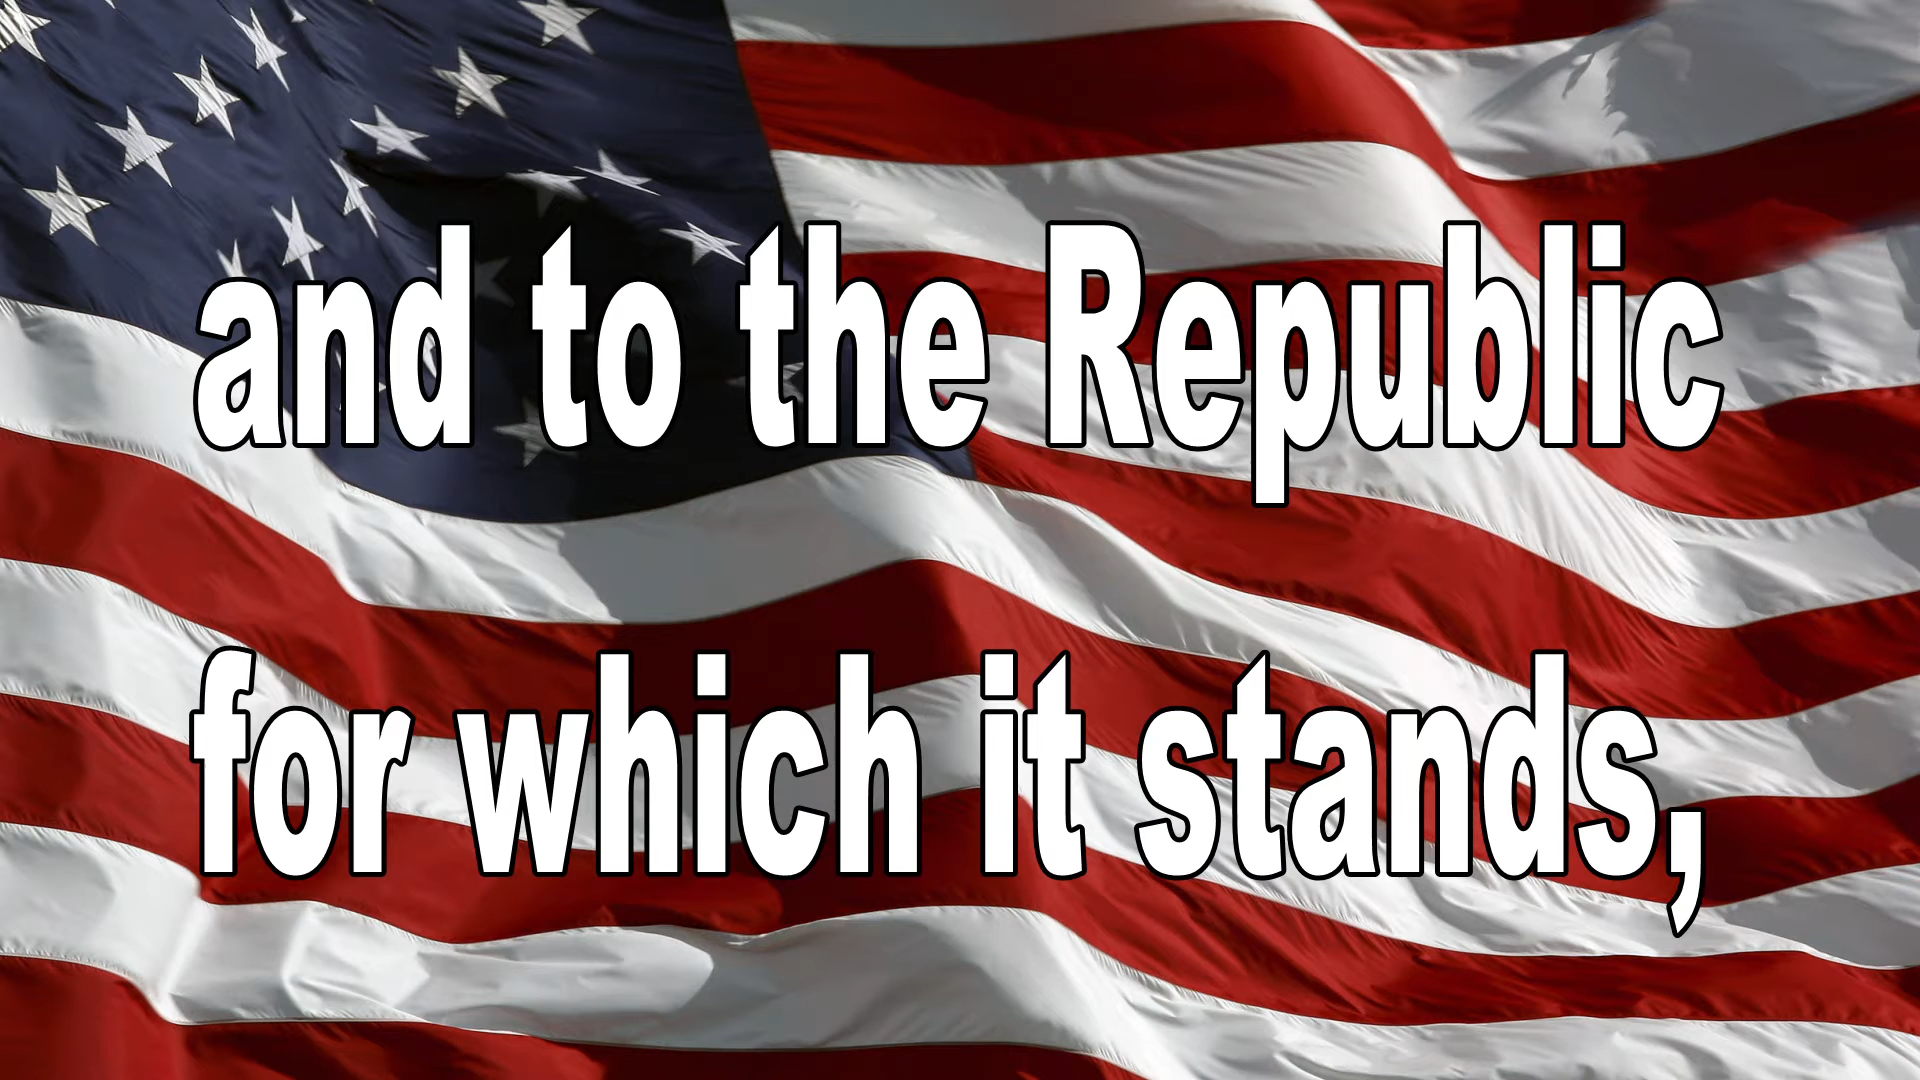 and to the Republic
for which it stands,